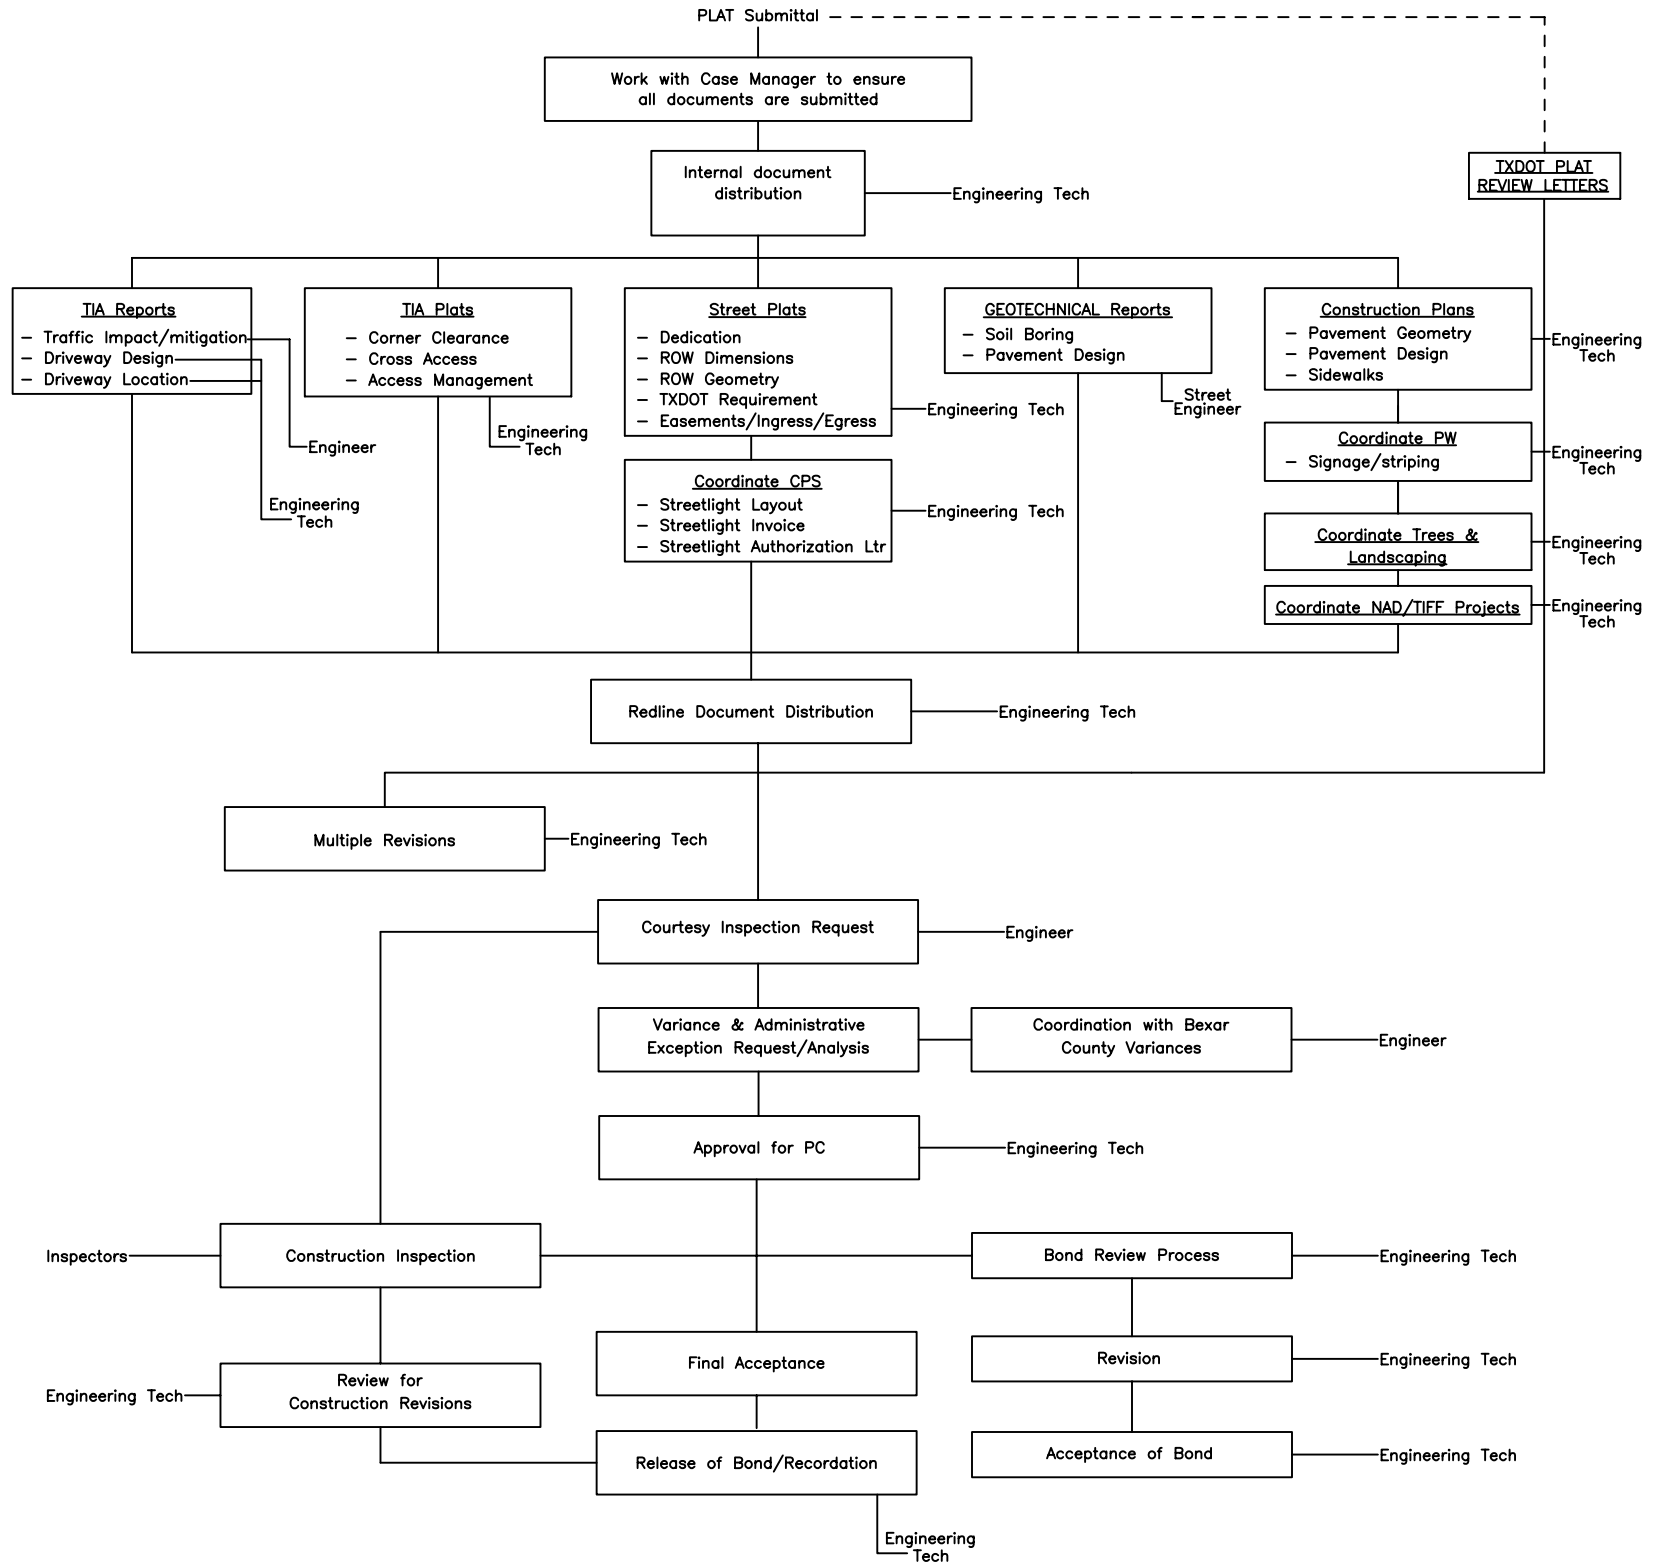 PLAT Submittal
Work with Case Manager to ensure
all documents are submitted
Internal document
distribution
Engineering Tech
TXDOT PLAT
REVIEW LETTERS
TIA Reports
– Traffic Impact/mitigation
– Driveway Design
– Driveway Location
Engineer
Engineering
Tech
TIA Plats
– Corner Clearance
– Cross Access
– Access Management
Engineering
Tech
Street Plats
– Dedication
– ROW Dimensions
– ROW Geometry
– TXDOT Requirement
– Easements/Ingress/Egress
Engineering Tech
Coordinate CPS
– Streetlight Layout
– Streetlight Invoice
– Streetlight Authorization Ltr
Engineering Tech
GEOTECHNICAL Reports
– Soil Boring
– Pavement Design
Street
Engineer
Construction Plans
– Pavement Geometry
– Pavement Design
– Sidewalks
Engineering
Tech
Coordinate PW
– Signage/striping
Engineering
Tech
Coordinate Trees &
Landscaping
Engineering
Tech
Coordinate NAD/TIFF Projects
Engineering
Tech
Redline Document Distribution
Engineering Tech
Multiple Revisions
Engineering Tech
Courtesy Inspection Request
Engineer
Variance & Administrative
Exception Request/Analysis
Coordination with Bexar
County Variances
Engineer
Approval for PC
Engineering Tech
Inspectors
Construction Inspection
Bond Review Process
Engineering Tech
Final Acceptance
Revision
Engineering Tech
Engineering Tech
Review for
Construction Revisions
Release of Bond/Recordation
Acceptance of Bond
Engineering Tech
Engineering
Tech